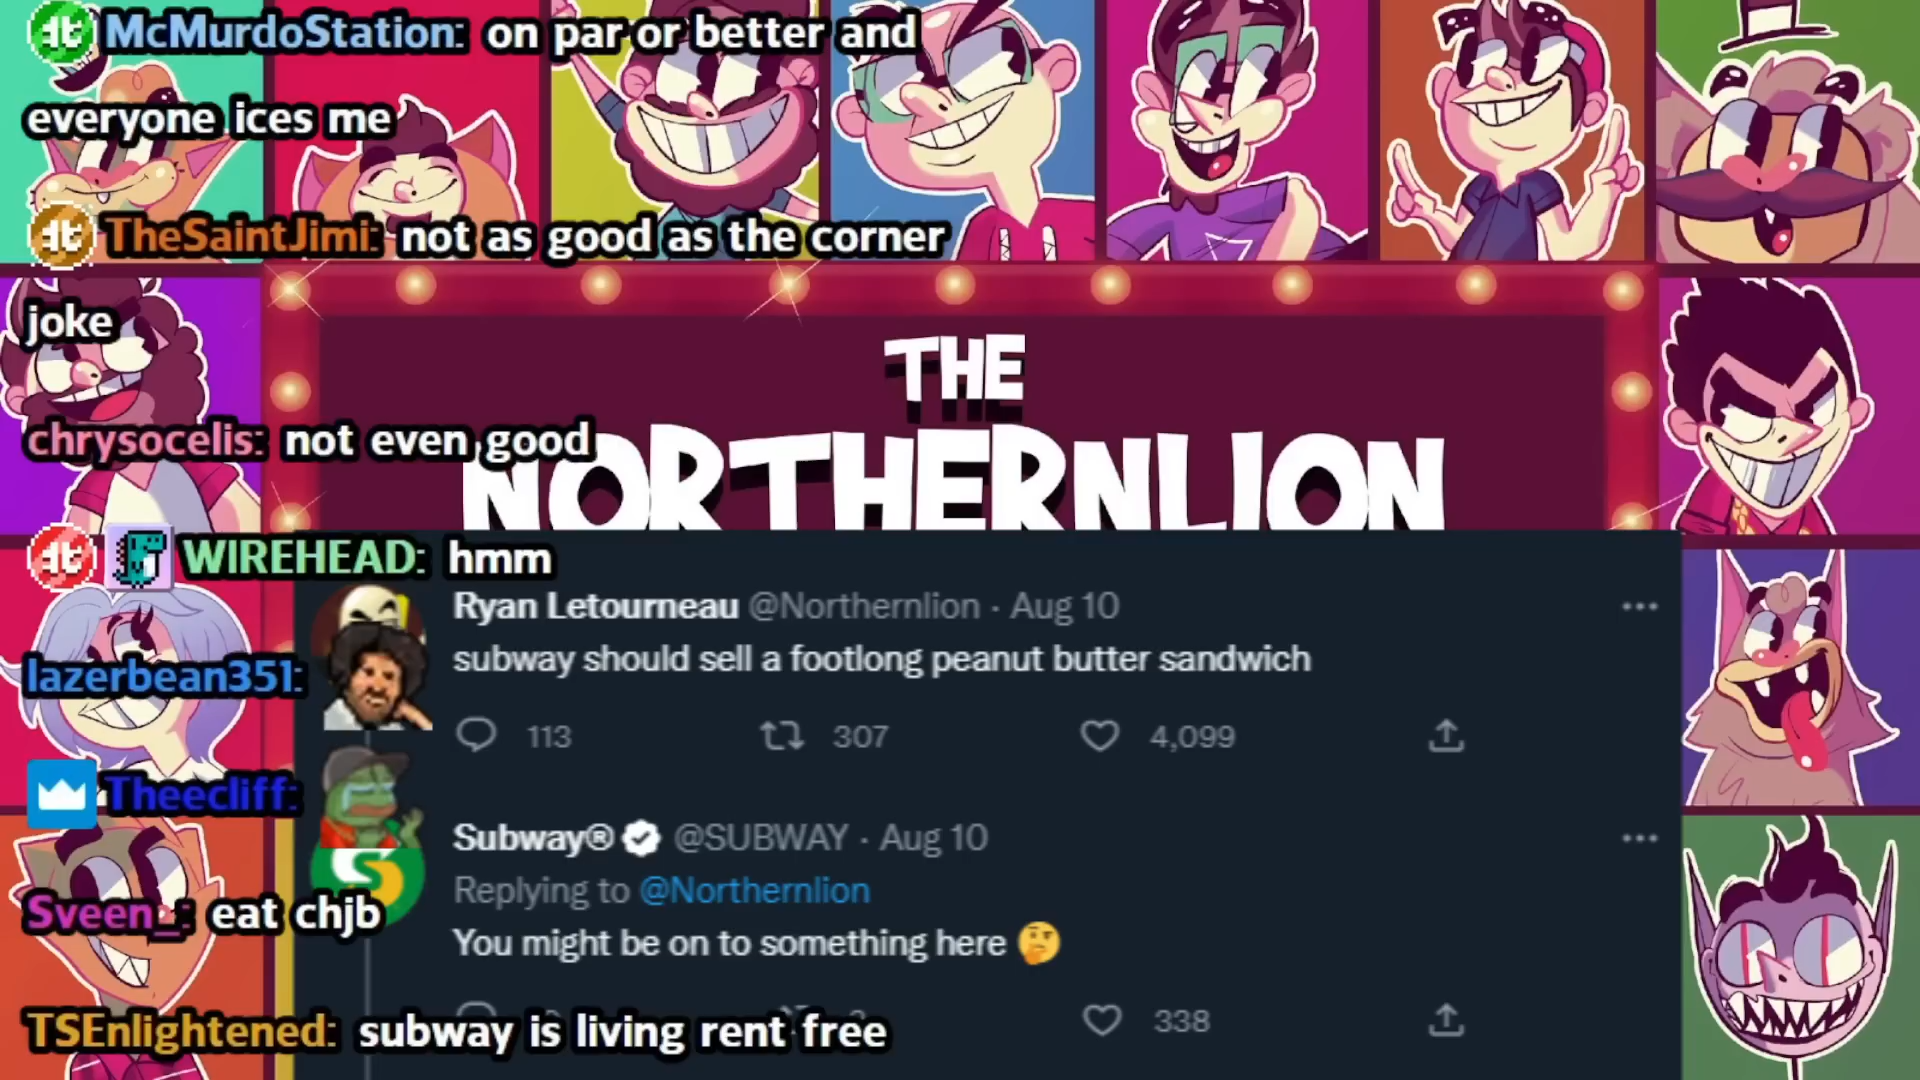 McMurdoStation: on par or better and
everyone ices me
TheSaintJimi: not as good as the corner
joke
chrysocelis: not even good
THE
NORTHERNLION
WIREHEAD: hmm
Ryan Letourneau @Northernlion · Aug 10
subway should sell a footlong peanut butter sandwich
lazerbean351:
113 307 4,099
Theecliff:
Subway® @SUBWAY · Aug 10
Replying to @Northernlion
Sveen_: eat chjb
You might be on to something here 🤔
TSEnlightened: subway is living rent free
338